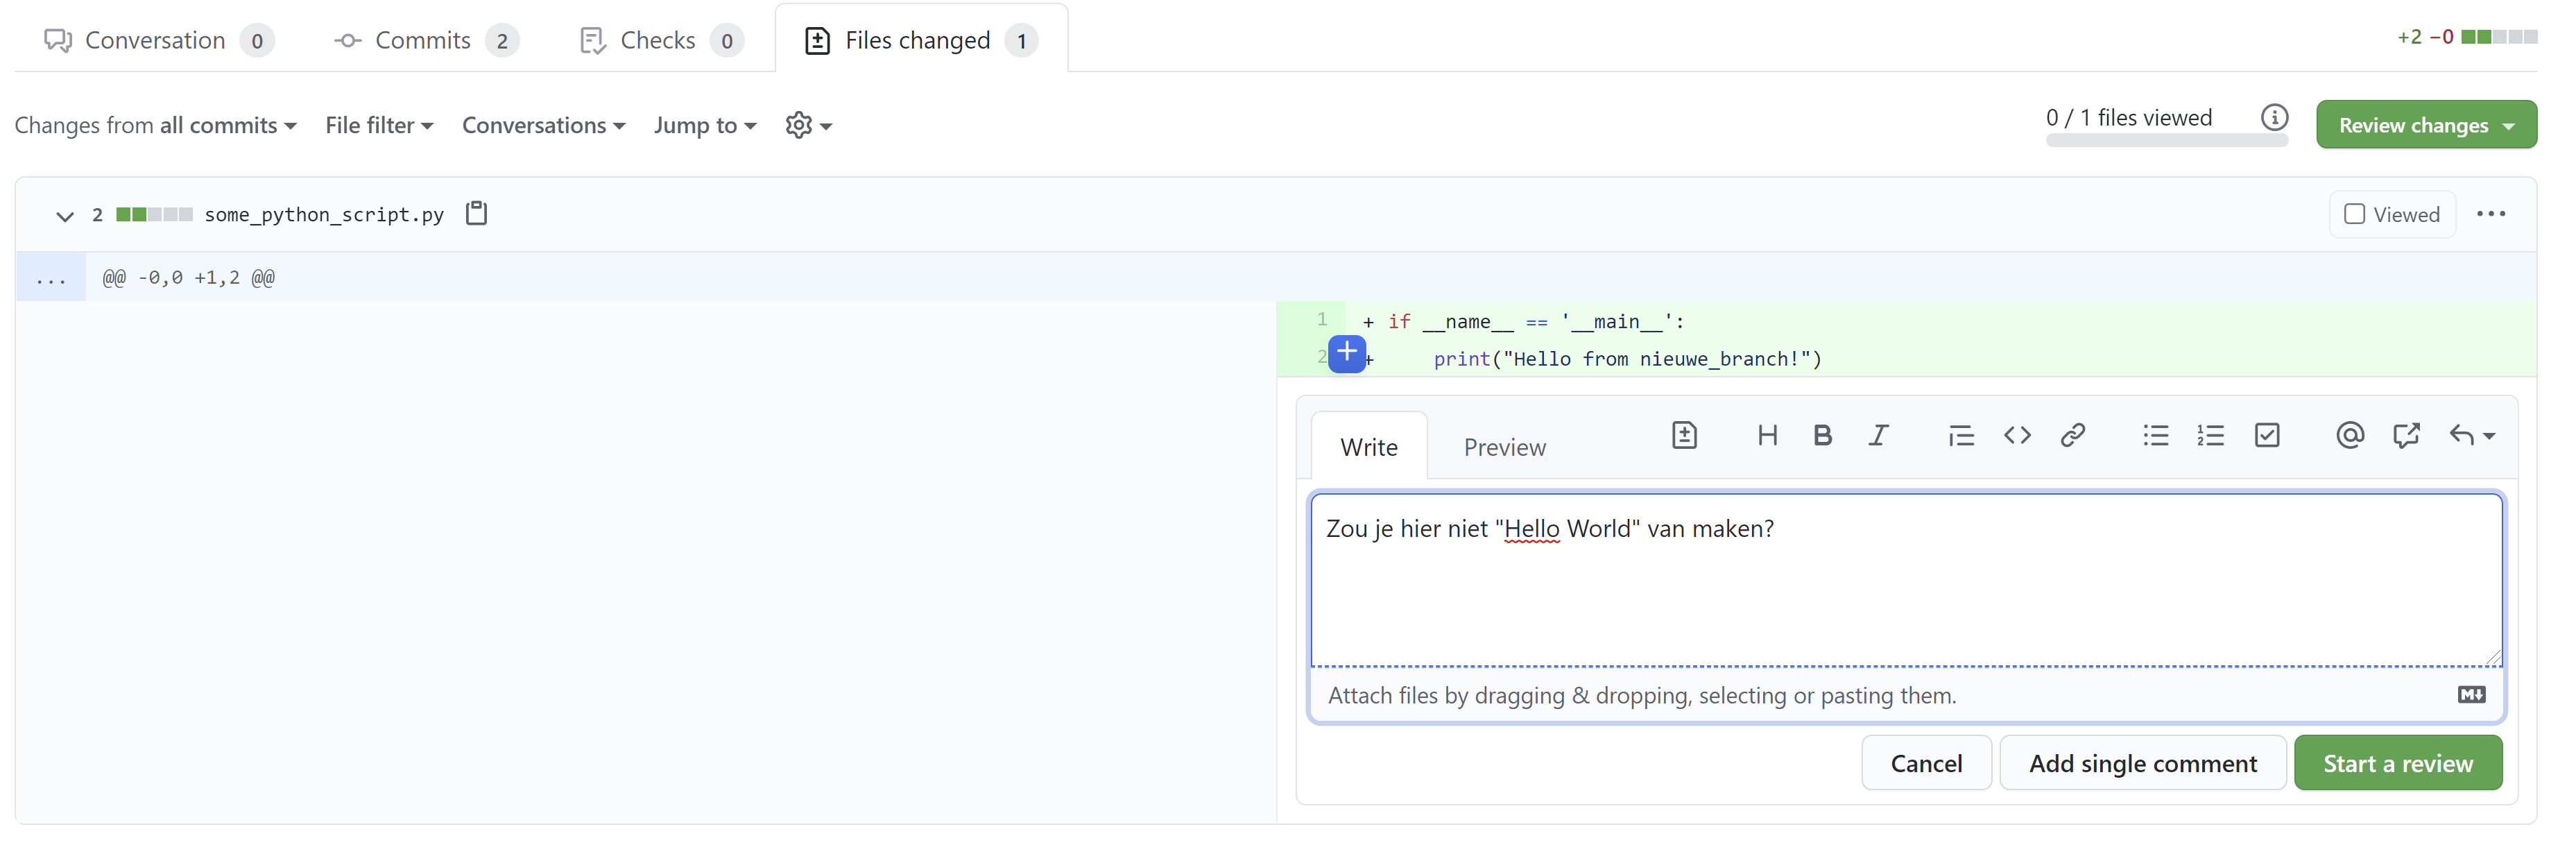 Conversation 0 Commits 2 Checks 0 Files changed 1 +2 −0
Changes from all commits File filter Conversations Jump to 0 / 1 files viewed Review changes
2 some_python_script.py Viewed
... @@ -0,0 +1,2 @@
1 + if __name__ == '__main__':
2 + print("Hello from nieuwe_branch!")
Write Preview
Zou je hier niet "Hello World" van maken?
Attach files by dragging & dropping, selecting or pasting them.
Cancel Add single comment Start a review